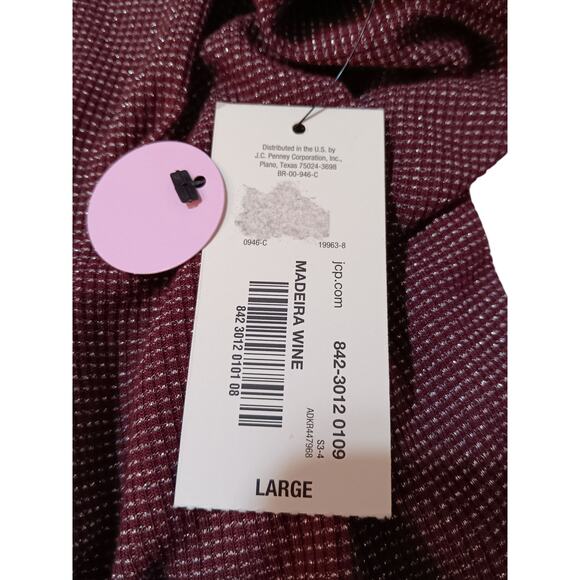 Distributed in the U.S. by
J.C. Penney Corporation, Inc.,
Plano, Texas 75024-3698
BR-00-946-C
0946-C 19963-8
jcp.com 842-3012 0109
S3-4
ADKR447968
MADEIRA WINE
842 3012 0101 08
LARGE